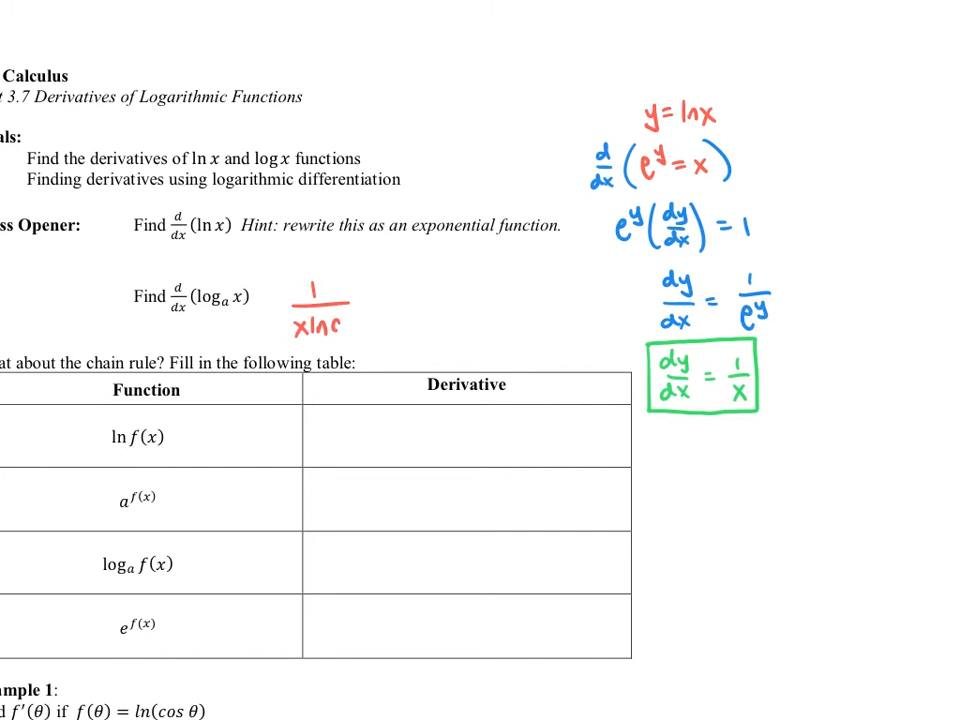 Calculus
3.7 Derivatives of Logarithmic Functions
als:
Find the derivatives of ln x and log x functions
Finding derivatives using logarithmic differentiation
ss Opener: Find d/dx (ln x) Hint: rewrite this as an exponential function.
Find d/dx (logₐ x) 1/(x ln
at about the chain rule? Fill in the following table:
Function Derivative
ln f(x)
a^f(x)
logₐ f(x)
e^f(x)
mple 1:
f′(θ) if f(θ) = ln(cos θ)
y = ln x
d/dx (e^y = x)
e^y (dy/dx) = 1
dy/dx = 1/e^y
dy/dx = 1/x